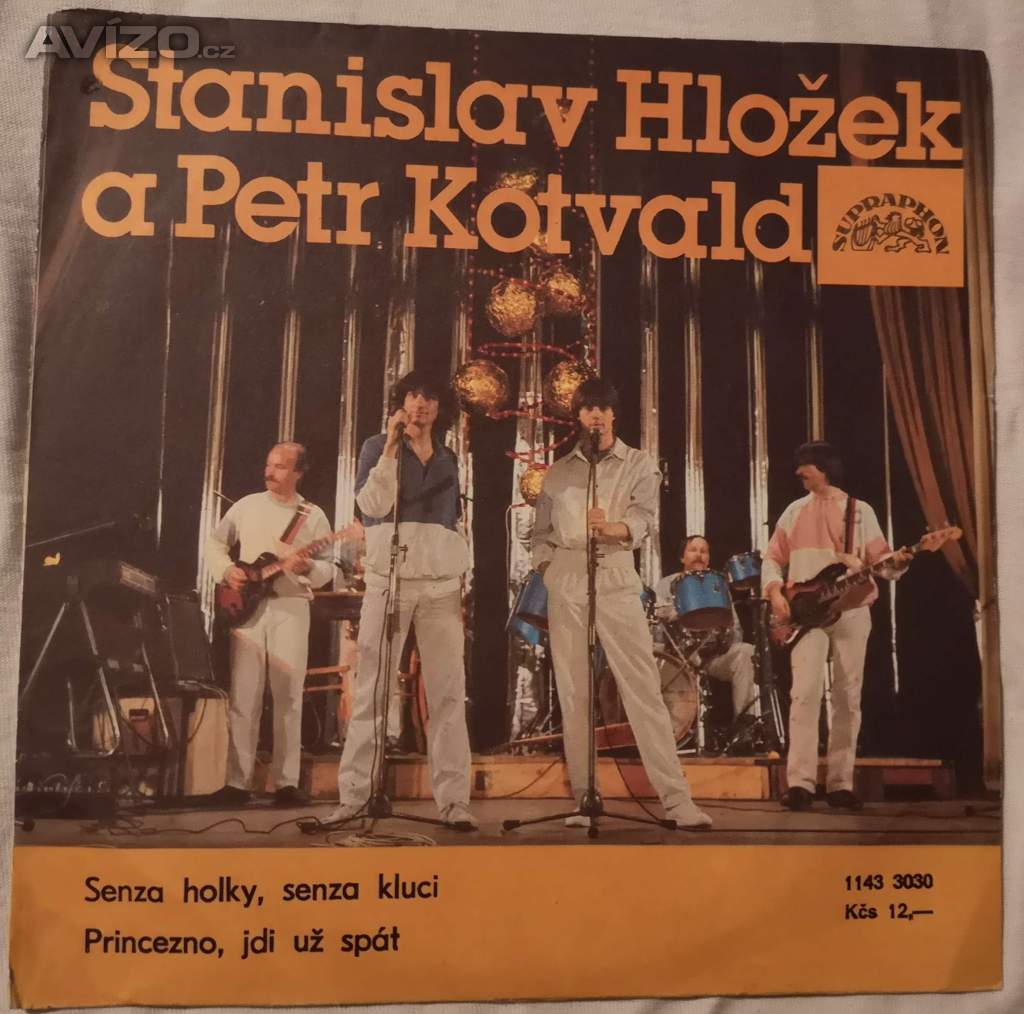 AVÍZO.cz
Stanislav Hložek
a Petr Kotvald
SUPRAPHON
Senza holky, senza kluci
Princezno, jdi už spát
1143 3030
Kčs 12,—